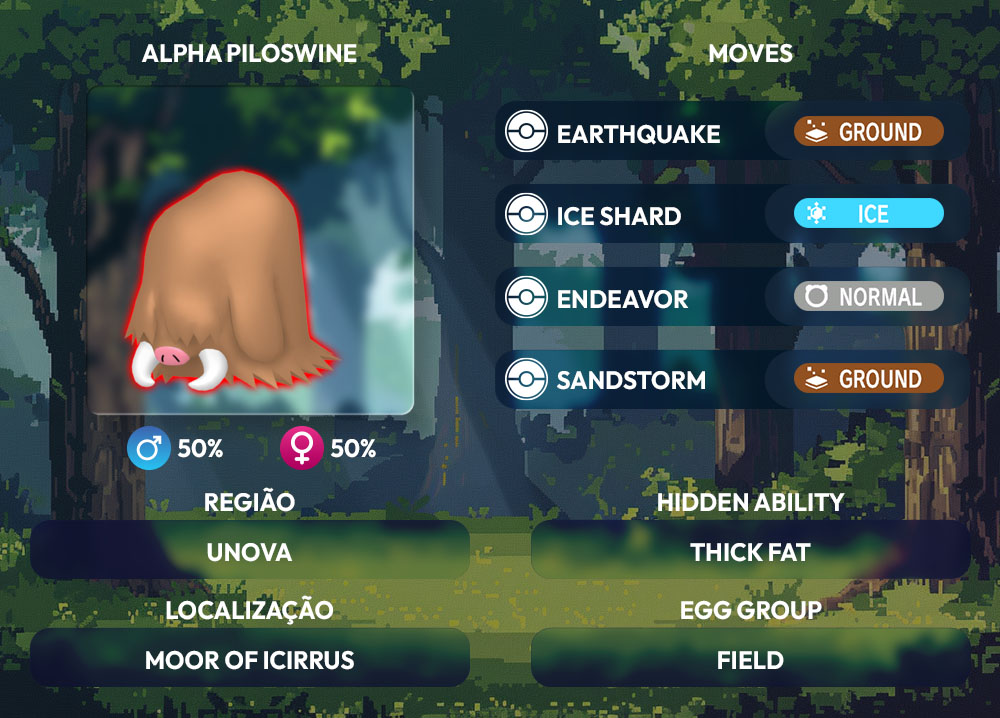 ALPHA PILOSWINE
50%
50%
REGIÃO
UNOVA
LOCALIZAÇÃO
MOOR OF ICIRRUS
MOVES
EARTHQUAKE GROUND
ICE SHARD ICE
ENDEAVOR NORMAL
SANDSTORM GROUND
HIDDEN ABILITY
THICK FAT
EGG GROUP
FIELD